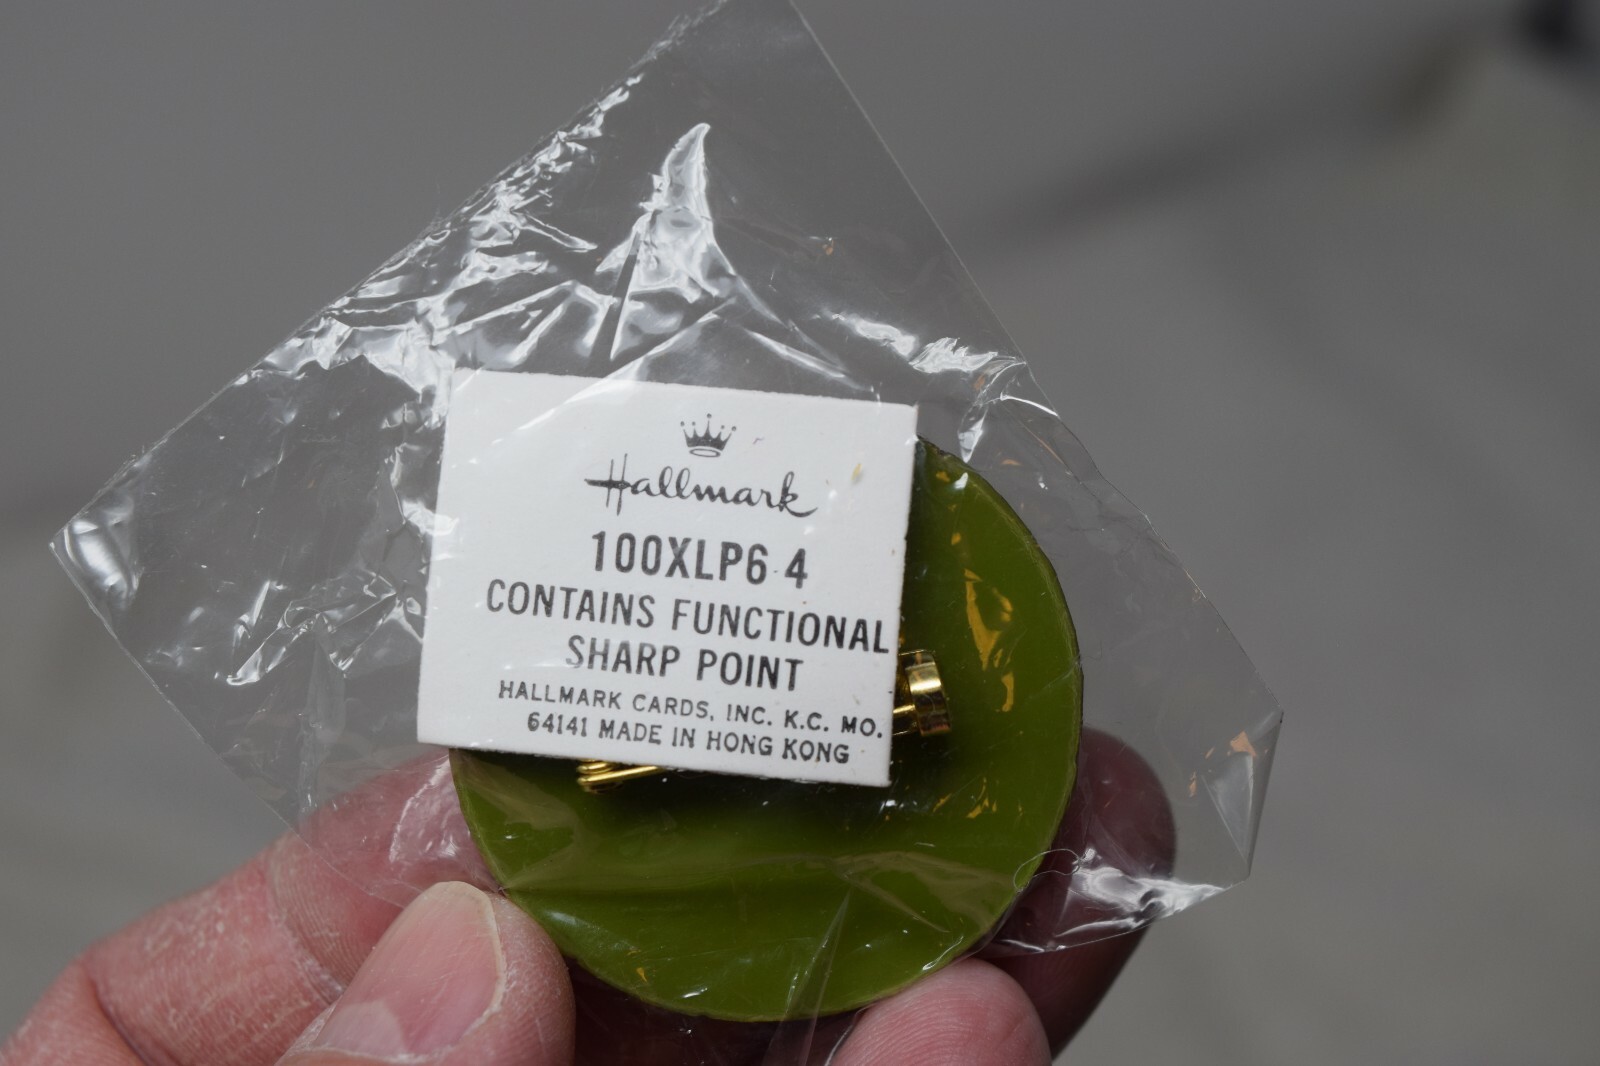 Hallmark
100XLP6-4
CONTAINS FUNCTIONAL
SHARP POINT
HALLMARK CARDS, INC. K.C. MO.
64141 MADE IN HONG KONG